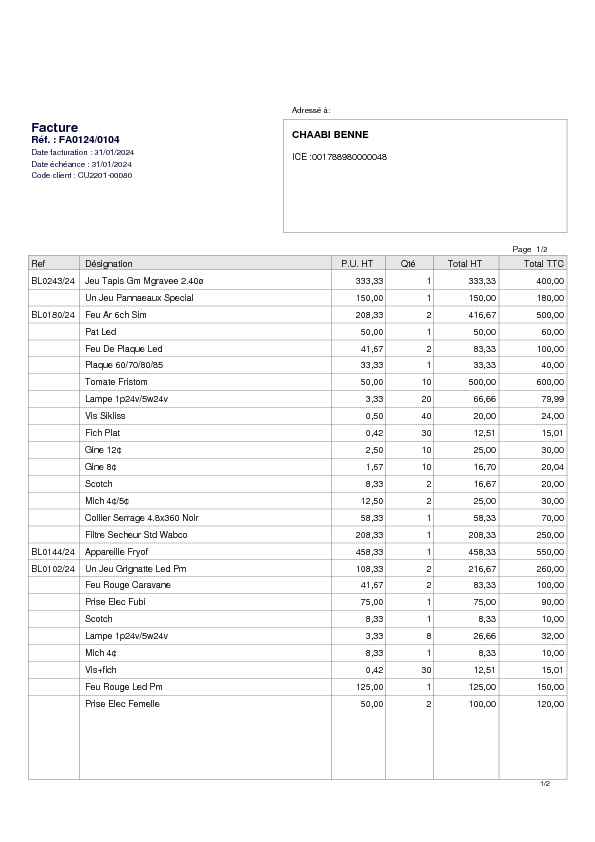 Adressé à:
Facture
Réf. : FA0124/0104
Date facturation : 31/01/2024
Date échéance : 31/01/2024
Code client : CU2201-00080
CHAABI BENNE
ICE :001788980000048
Page 1/2
Ref Désignation P.U. HT Qté Total HT Total TTC
BL0243/24 Jeu Tapis Gm Mgravee 2.40ø 333,33 1 333,33 400,00
Un Jeu Pannaeaux Special 150,00 1 150,00 180,00
BL0180/24 Feu Ar 6ch Sim 208,33 2 416,67 500,00
Pat Led 50,00 1 50,00 60,00
Feu De Plaque Led 41,67 2 83,33 100,00
Plaque 60/70/80/85 33,33 1 33,33 40,00
Tomate Fristom 50,00 10 500,00 600,00
Lampe 1p24v/5w24v 3,33 20 66,66 79,99
Vis Sikliss 0,50 40 20,00 24,00
Fich Plat 0,42 30 12,51 15,01
Gine 12¢ 2,50 10 25,00 30,00
Gine 8¢ 1,67 10 16,70 20,04
Scotch 8,33 2 16,67 20,00
Mich 4¢/5¢ 12,50 2 25,00 30,00
Collier Serrage 4.8x360 Noir 58,33 1 58,33 70,00
Filtre Secheur Std Wabco 208,33 1 208,33 250,00
BL0144/24 Appareille Fryof 458,33 1 458,33 550,00
BL0102/24 Un Jeu Grignatte Led Pm 108,33 2 216,67 260,00
Feu Rouge Caravane 41,67 2 83,33 100,00
Prise Elec Fubi 75,00 1 75,00 90,00
Scotch 8,33 1 8,33 10,00
Lampe 1p24v/5w24v 3,33 8 26,66 32,00
Mich 4¢ 8,33 1 8,33 10,00
Vis+fich 0,42 30 12,51 15,01
Feu Rouge Led Pm 125,00 1 125,00 150,00
Prise Elec Femelle 50,00 2 100,00 120,00
1/2